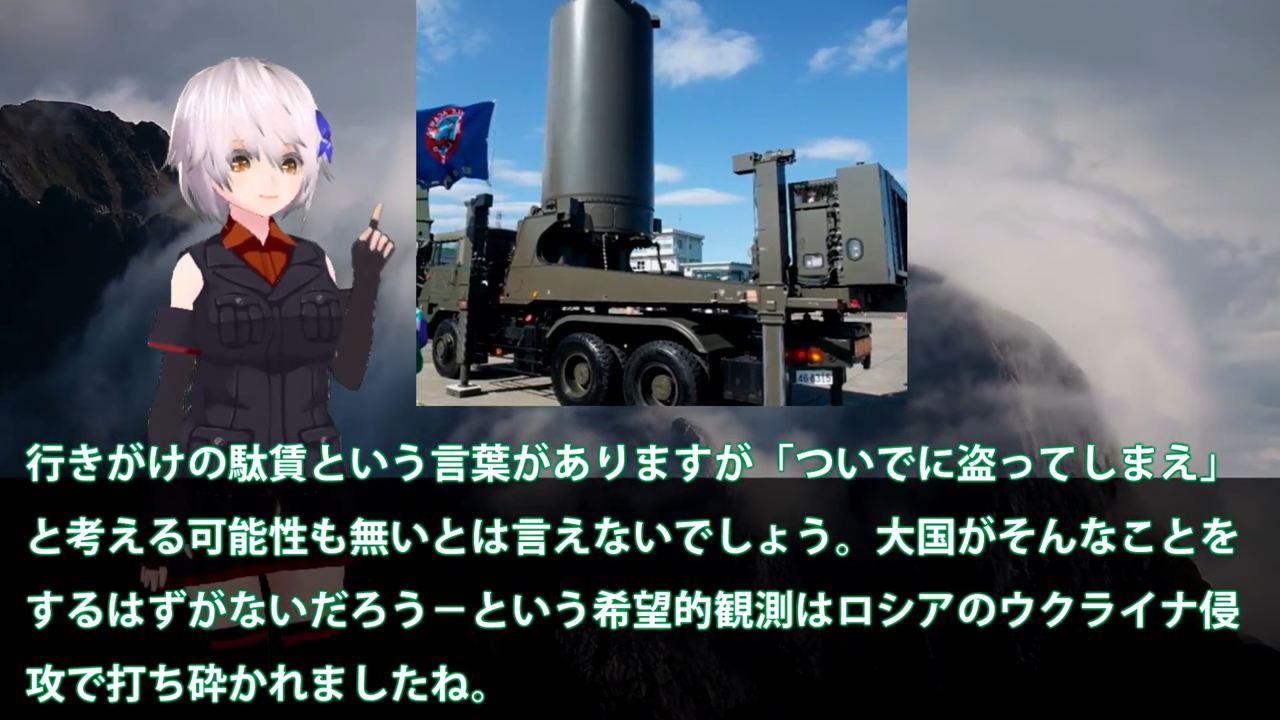 46-8315
行きがけの駄賃という言葉がありますが「ついでに盗ってしまえ」
と考える可能性も無いとは言えないでしょう。大国がそんなことを
するはずがないだろう－という希望的観測はロシアのウクライナ侵
攻で打ち砕かれましたね。